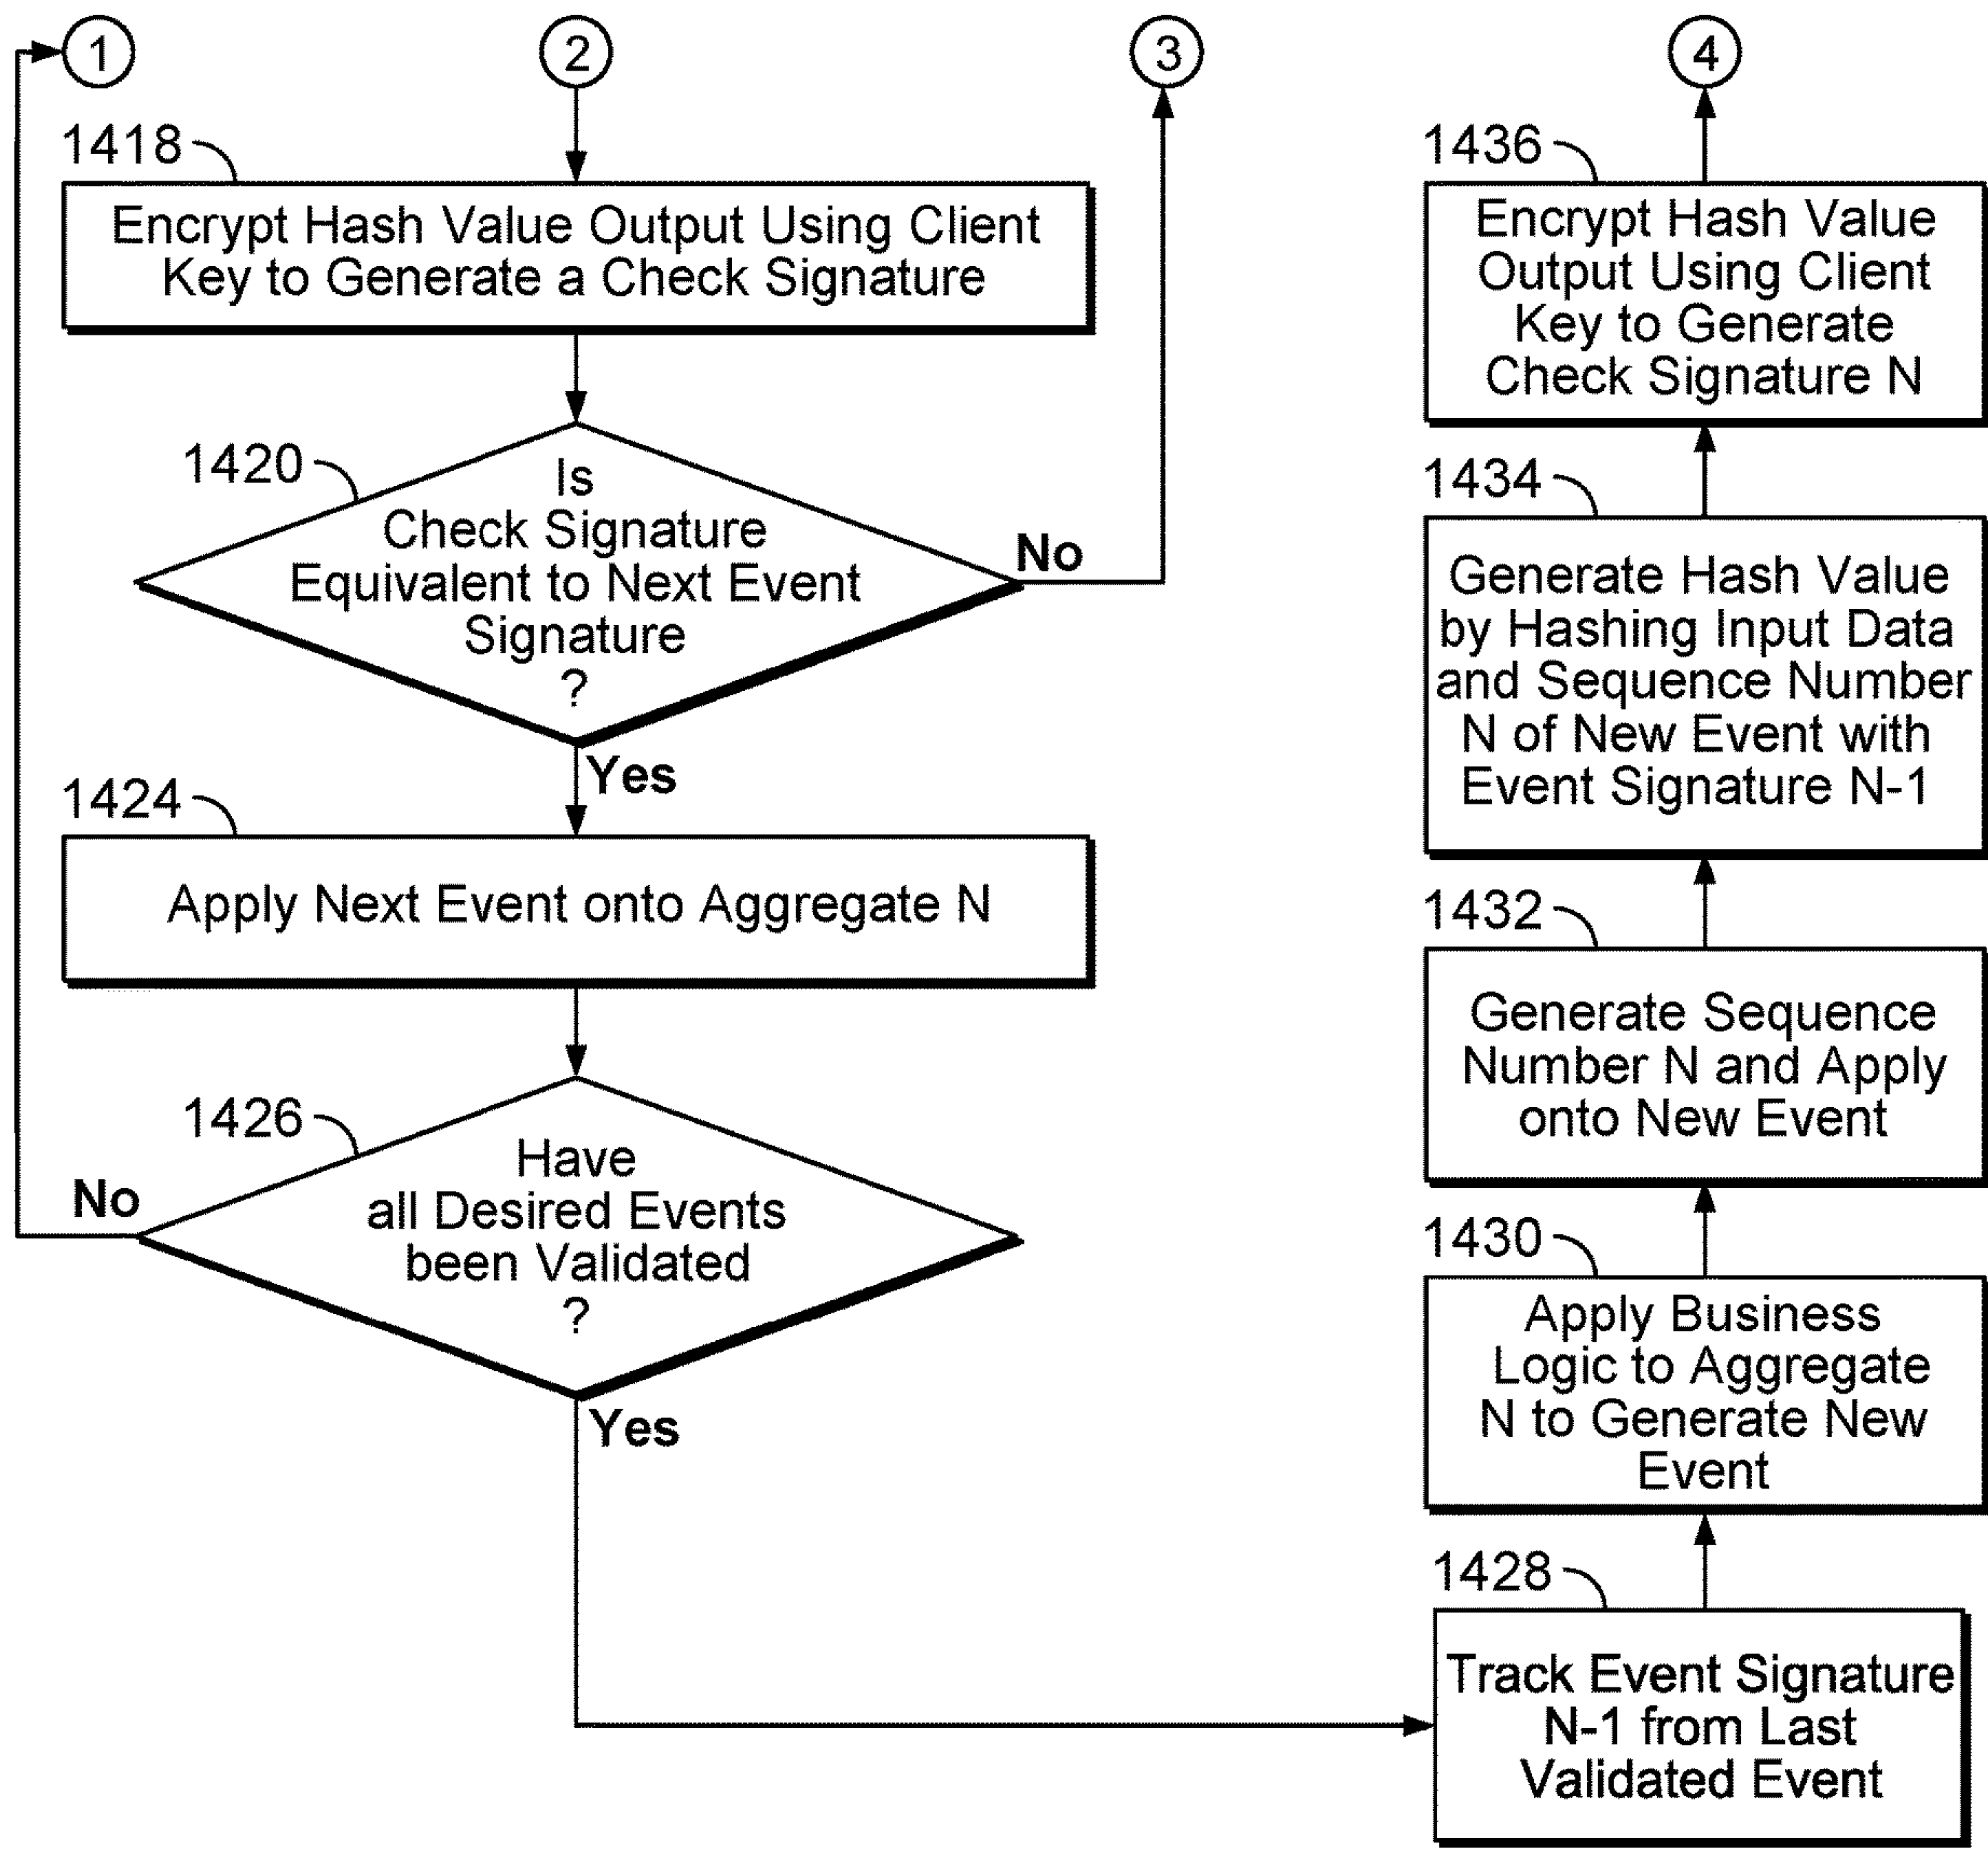 1
2
3
4
1418
Encrypt Hash Value Output Using Client
Key to Generate a Check Signature
1420
Is
Check Signature
Equivalent to Next Event
Signature
?
No
Yes
1424
Apply Next Event onto Aggregate N
1426
Have
all Desired Events
been Validated
?
No
Yes
1436
Encrypt Hash Value
Output Using Client
Key to Generate
Check Signature N
1434
Generate Hash Value
by Hashing Input Data
and Sequence Number
N of New Event with
Event Signature N-1
1432
Generate Sequence
Number N and Apply
onto New Event
1430
Apply Business
Logic to Aggregate
N to Generate New
Event
1428
Track Event Signature
N-1 from Last
Validated Event